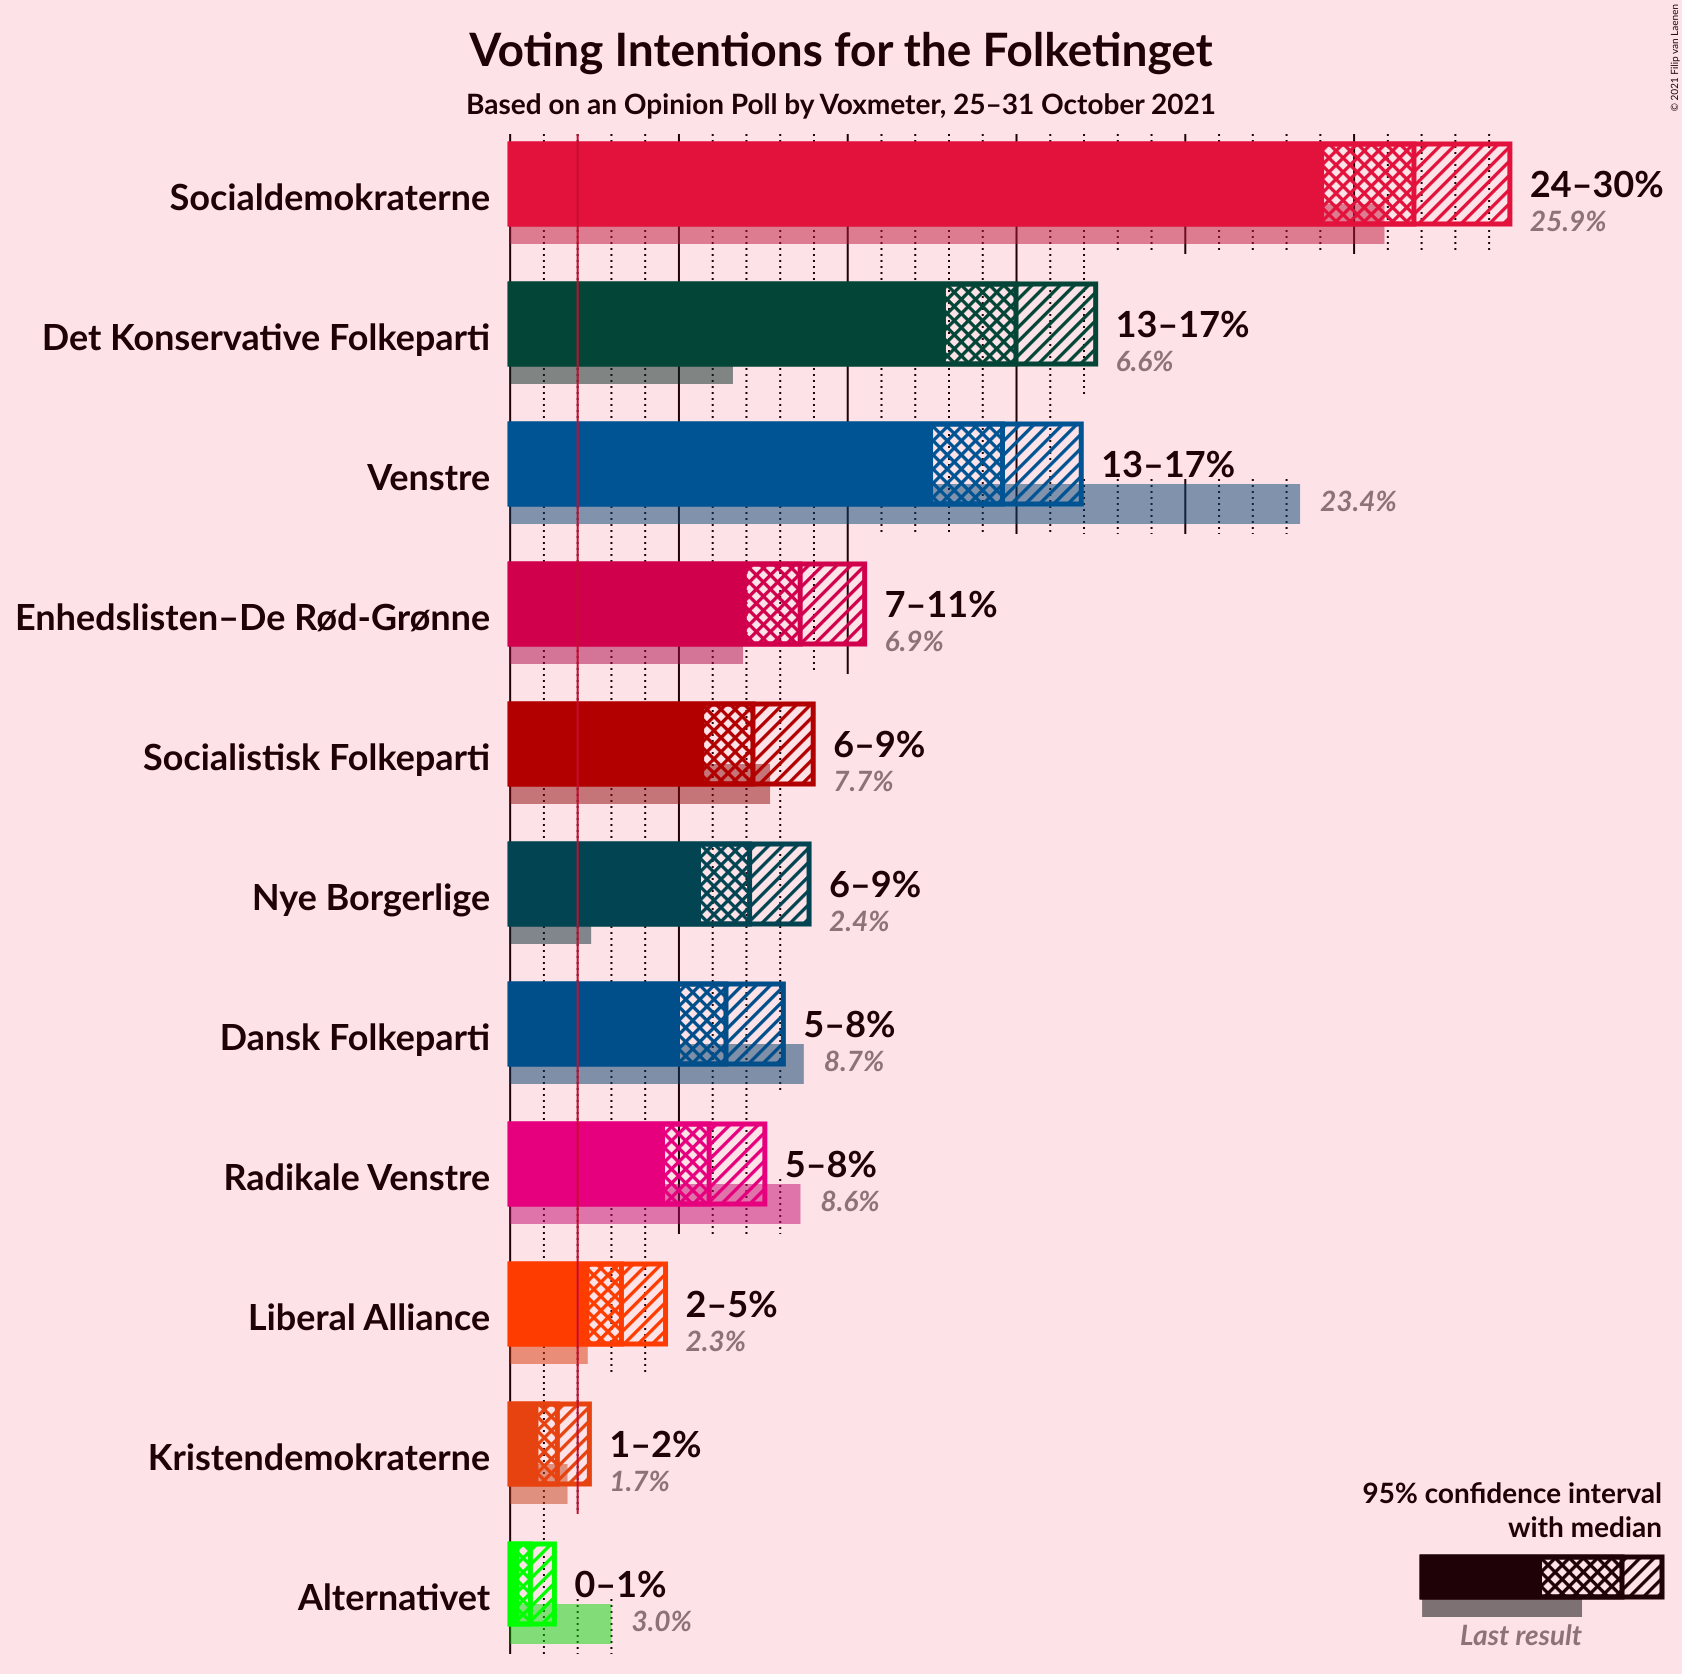 Voting Intentions for the Folketinget
Based on an Opinion Poll by Voxmeter, 25–31 October 2021
© 2021 Filip van Laenen
Socialdemokraterne
24–30%
25.9%
Det Konservative Folkeparti
13–17%
6.6%
Venstre
13–17%
23.4%
Enhedslisten–De Rød-Grønne
7–11%
6.9%
Socialistisk Folkeparti
6–9%
7.7%
Nye Borgerlige
6–9%
2.4%
Dansk Folkeparti
5–8%
8.7%
Radikale Venstre
5–8%
8.6%
Liberal Alliance
2–5%
2.3%
Kristendemokraterne
1–2%
1.7%
Alternativet
0–1%
3.0%
95% confidence interval
with median
Last result